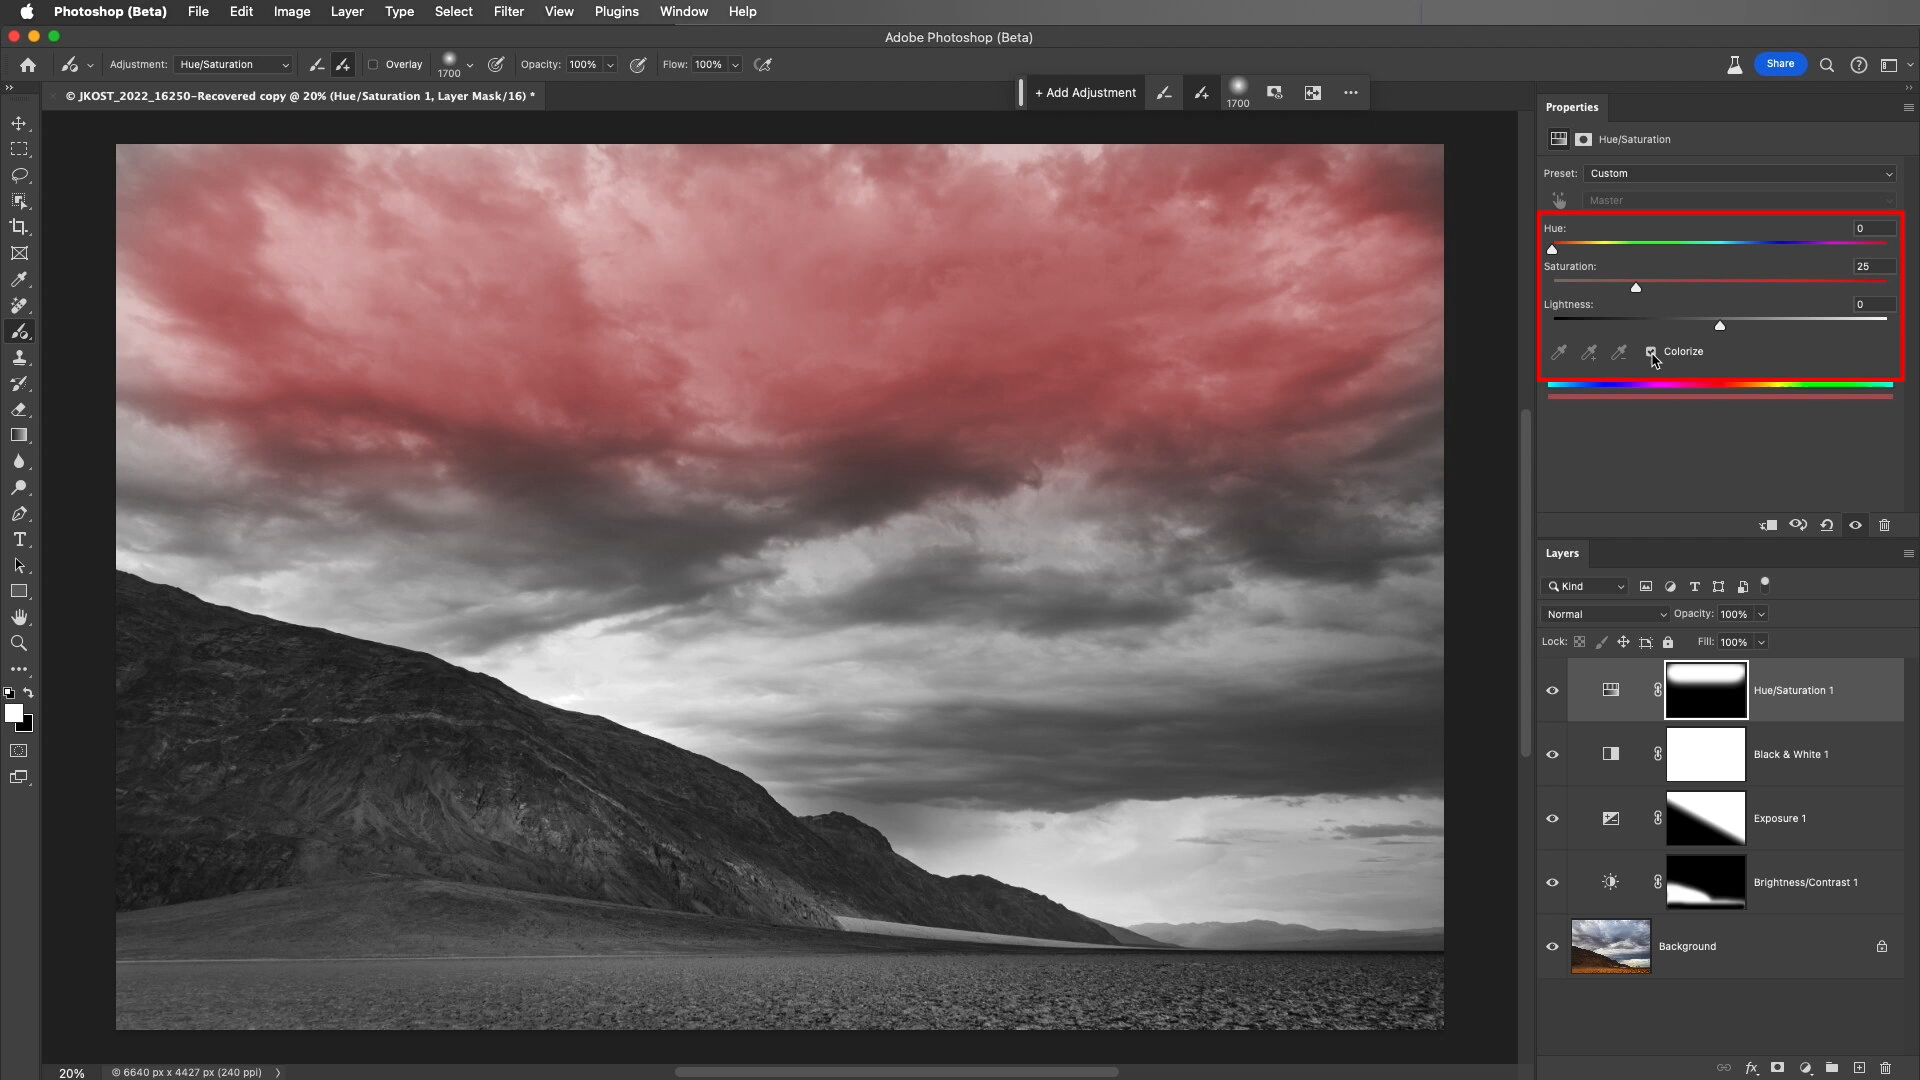 Photoshop (Beta) File Edit Image Layer Type Select Filter View Plugins Window Help
Adobe Photoshop (Beta)
Adjustment: Hue/Saturation Overlay 1700 Opacity: 100% Flow: 100% Share
© JKOST_2022_16250-Recovered copy @ 20% (Hue/Saturation 1, Layer Mask/16) *
+ Add Adjustment 1700
Properties
Hue/Saturation
Preset: Custom
Master
Hue: 0
Saturation: 25
Lightness: 0
Colorize
Layers
Kind
Normal Opacity: 100%
Lock: Fill: 100%
Hue/Saturation 1
Black & White 1
Exposure 1
Brightness/Contrast 1
Background
20% © 6640 px x 4427 px (240 ppi)